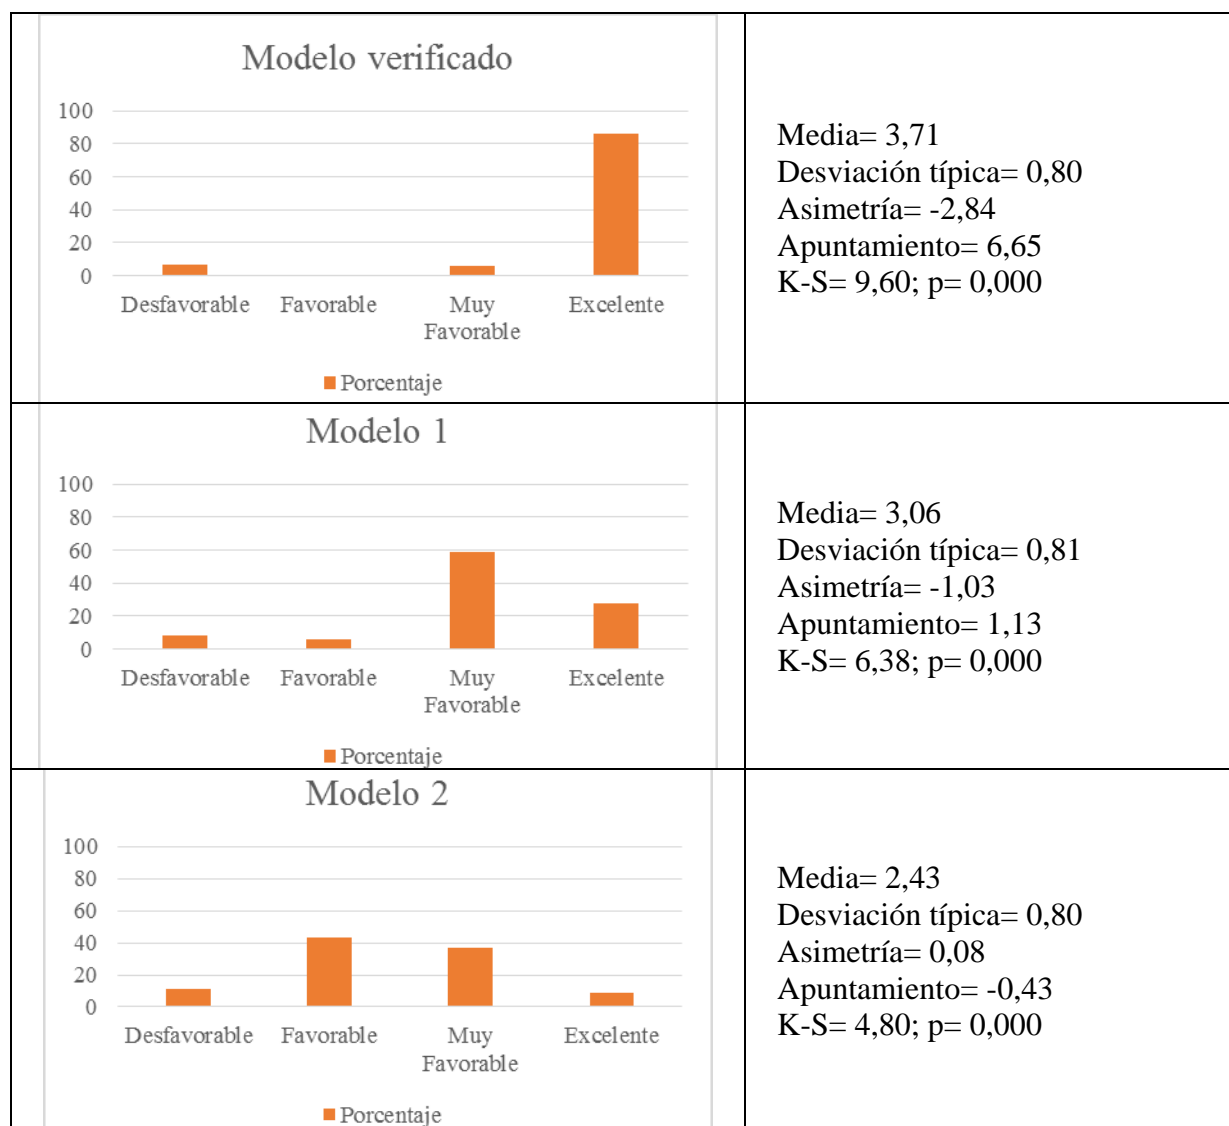 Modelo verificado
100
80
60
40
20
0
Desfavorable Favorable Muy Favorable Excelente
Porcentaje
Media= 3,71
Desviación típica= 0,80
Asimetría= -2,84
Apuntamiento= 6,65
K-S= 9,60; p= 0,000
Modelo 1
100
80
60
40
20
0
Desfavorable Favorable Muy Favorable Excelente
Porcentaje
Media= 3,06
Desviación típica= 0,81
Asimetría= -1,03
Apuntamiento= 1,13
K-S= 6,38; p= 0,000
Modelo 2
100
80
60
40
20
0
Desfavorable Favorable Muy Favorable Excelente
Porcentaje
Media= 2,43
Desviación típica= 0,80
Asimetría= 0,08
Apuntamiento= -0,43
K-S= 4,80; p= 0,000